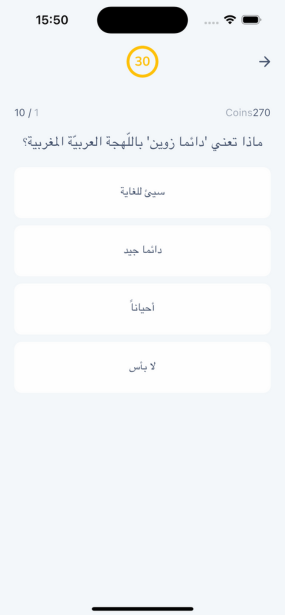 15:50
30
10 / 1
Coins270
ماذا تعني 'دائما زوين' باللّهجة العربيّة المغربية؟
سيئ للغاية
دائما جيد
أحياناً
لا بأس